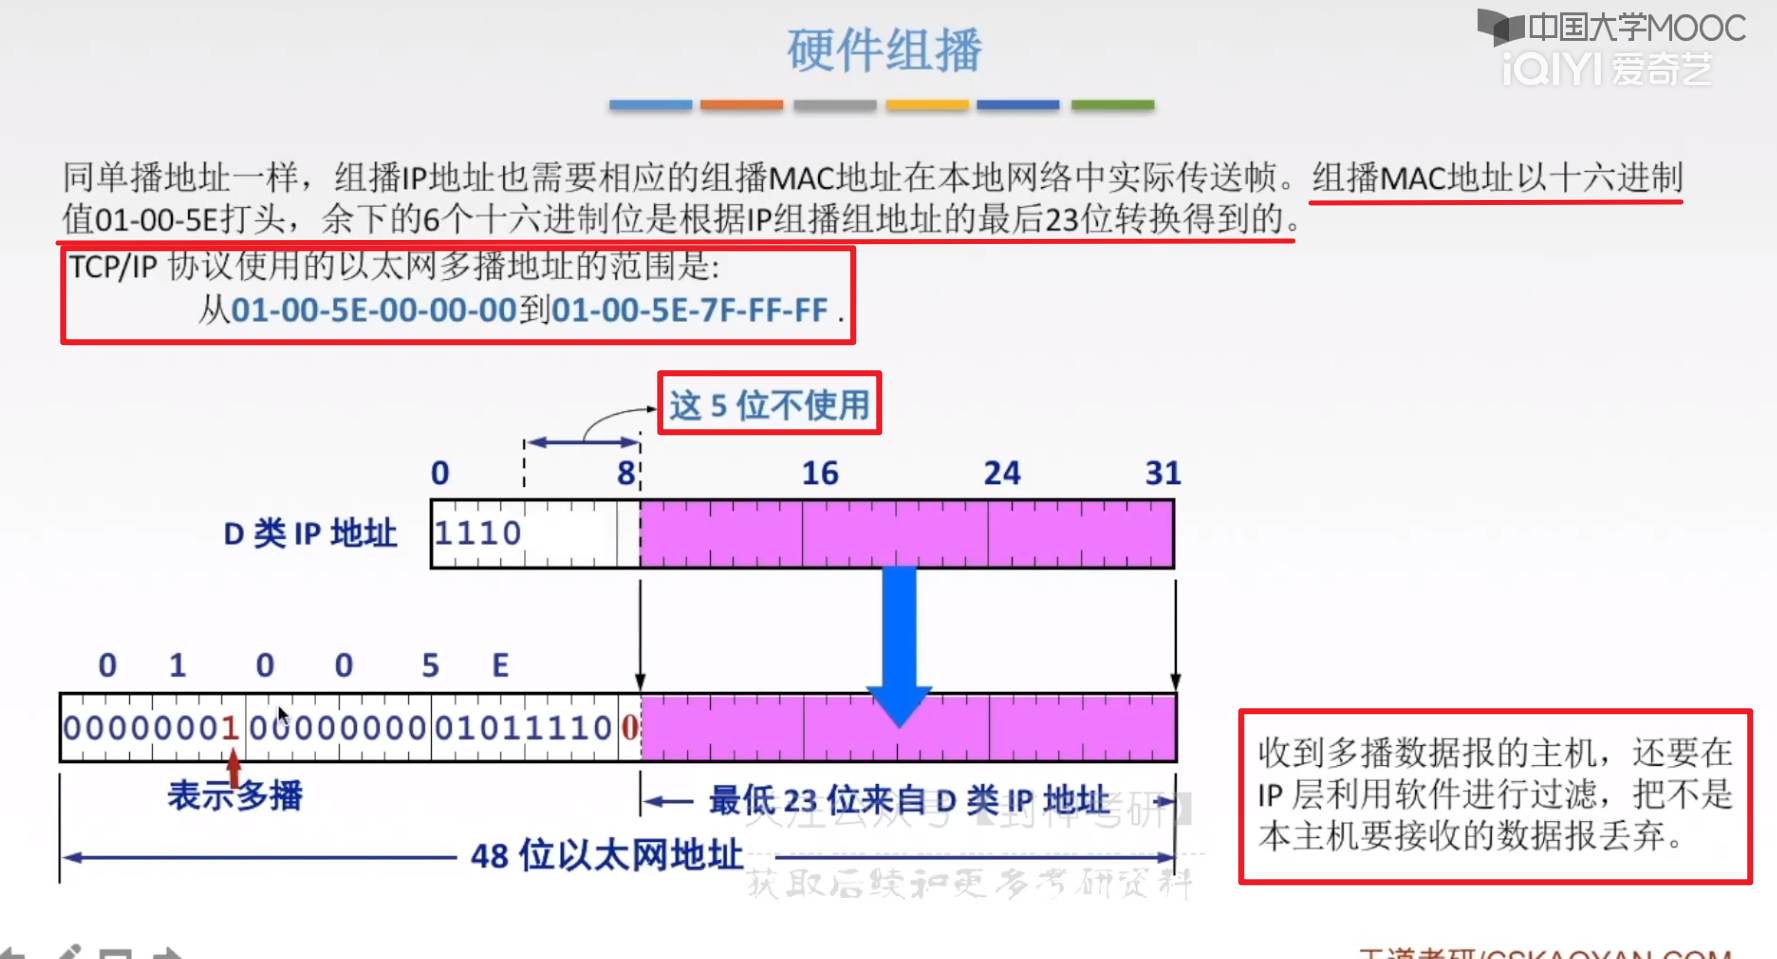 硬件组播
中国大学MOOC
iQIYI 爱奇艺
同单播地址一样，组播IP地址也需要相应的组播MAC地址在本地网络中实际传送帧。组播MAC地址以十六进制
值01-00-5E打头，余下的6个十六进制位是根据IP组播组地址的最后23位转换得到的。
TCP/IP 协议使用的以太网多播地址的范围是:
从01-00-5E-00-00-00到01-00-5E-7F-FF-FF .
这 5 位不使用
0 8 16 24 31
D 类 IP 地址 1110
0 1 0 0 5 E
00000001 00000000 01011110 0
表示多播
最低 23 位来自 D 类 IP 地址
关注公众号【封神考研】
48 位以太网地址
获取后续和更多考研资料
收到多播数据报的主机，还要在
IP 层利用软件进行过滤，把不是
本主机要接收的数据报丢弃。
王道考研/CSKAOYAN.COM